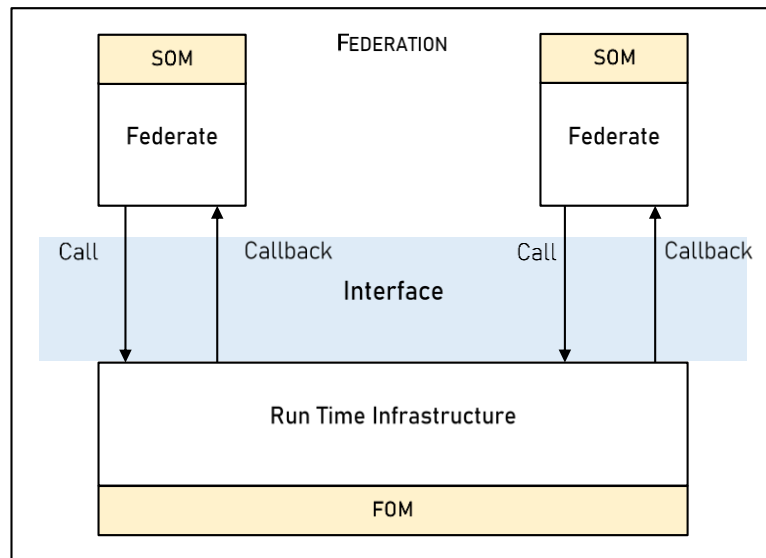 FEDERATION
SOM
SOM
Federate
Federate
Call
Callback
Call
Callback
Interface
Run Time Infrastructure
FOM